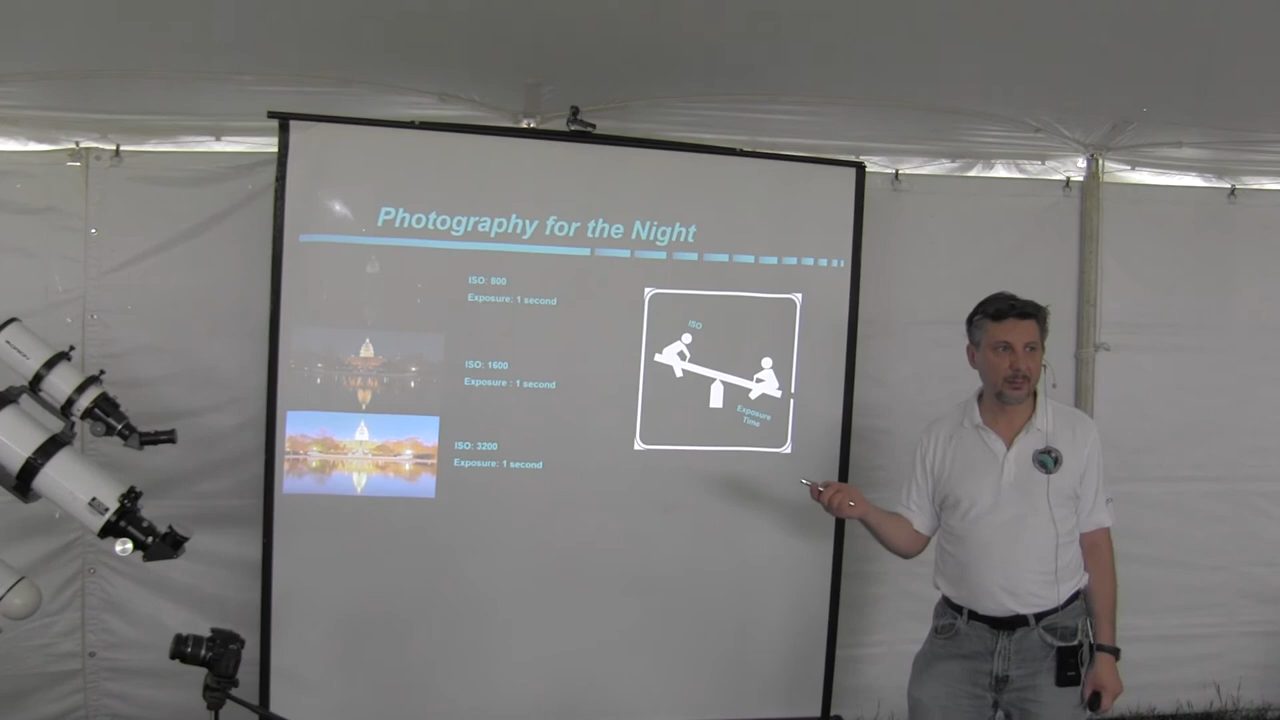 Photography for the Night
ISO: 800
Exposure: 1 second
ISO: 1600
Exposure : 1 second
ISO: 3200
Exposure: 1 second
ISO
Exposure
Time